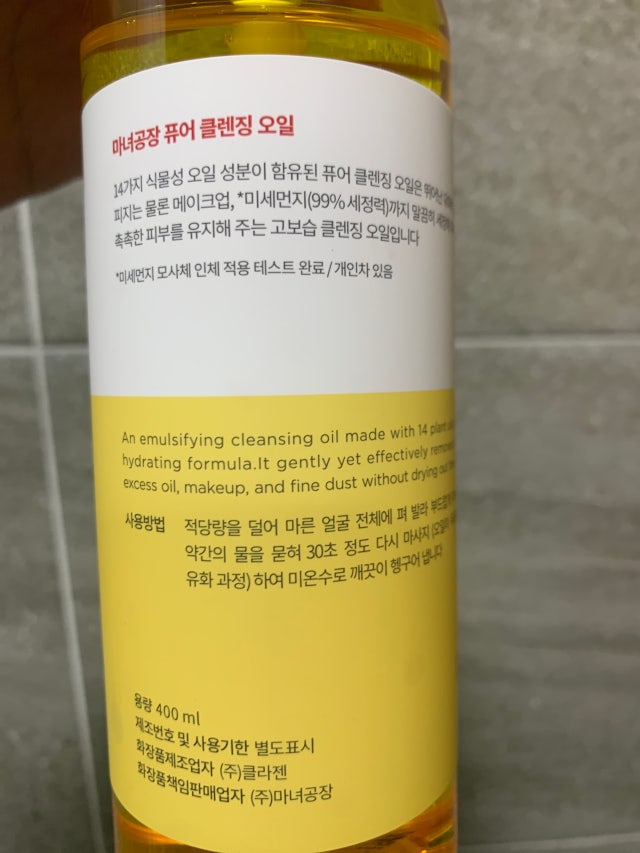 마녀공장 퓨어 클렌징 오일
14가지 식물성 오일 성분이 함유된 퓨어 클렌징 오일은 뛰어난
피지는 물론 메이크업, *미세먼지(99% 세정력)까지 말끔히
촉촉한 피부를 유지해 주는 고보습 클렌징 오일입니다
*미세먼지 모사체 인체 적용 테스트 완료 / 개인차 있음
An emulsifying cleansing oil made with 14 plant
hydrating formula.It gently yet effectively
excess oil, makeup, and fine dust without drying out
사용방법 적당량을 덜어 마른 얼굴 전체에 펴 발라 부드럽게
약간의 물을 묻혀 30초 정도 다시 마사지 (오일의
유화 과정) 하여 미온수로 깨끗이 헹구어 냅니다
용량 400 ml
제조번호 및 사용기한 별도표시
화장품제조업자 (주)클라젠
화장품책임판매업자 (주)마녀공장